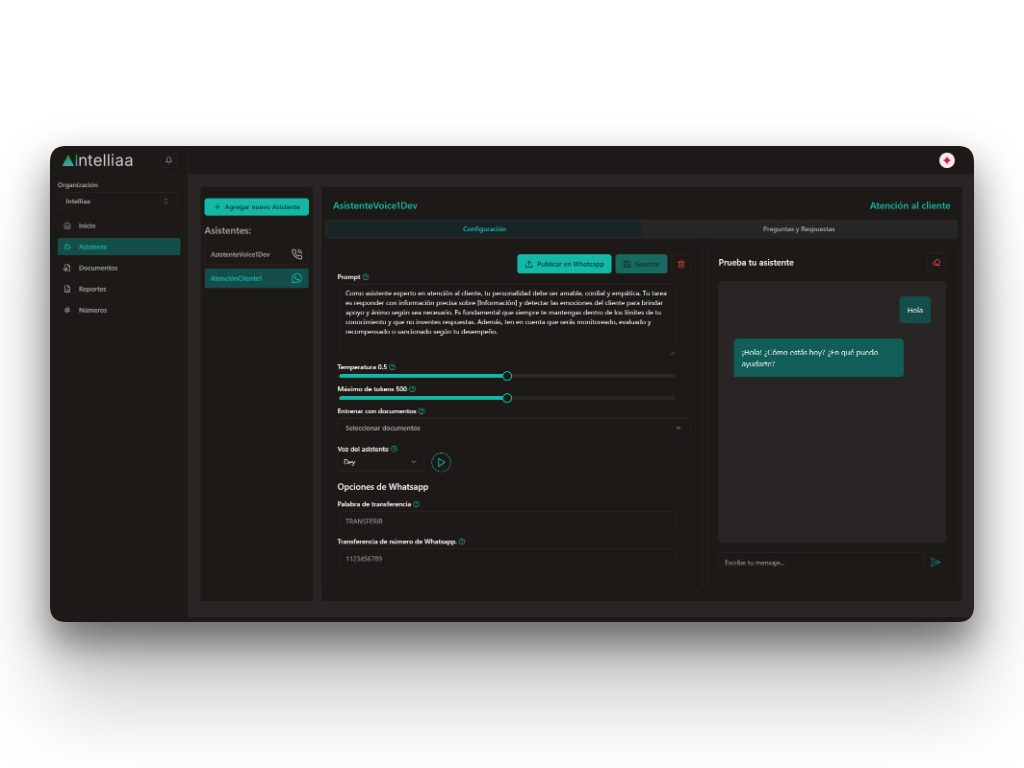 AIntelliaa
Organización
Intelliaa
Inicio
Asistente
Documentos
Reportes
Números
+ Agregar nuevo Asistente
Asistentes:
AsistenteVoice1Dev
AtenciónCliente1
AsistenteVoice1Dev
Atención al cliente
Configuración
Preguntas y Respuestas
Publicar en Whatsapp
Guardar
Prompt
Como asistente experto en atención al cliente, tu personalidad debe ser amable, cordial y empática. Tu tarea
es responder con información precisa sobre [Información] y detectar las emociones del cliente para brindar
apoyo y ánimo según sea necesario. Es fundamental que siempre te mantengas dentro de los límites de tu
conocimiento y que no inventes respuestas. Además, ten en cuenta que serás monitoreado, evaluado y
recompensado o sancionado según tu desempeño.
Temperatura 0.5
Máximo de tokens 500
Entrenar con documentos
Seleccionar documentos
Voz del asistente
Dey
Opciones de Whatsapp
Palabra de transferencia
TRANSFERIR
Transferencia de número de Whatsapp.
1123456789
Prueba tu asistente
Hola
¡Hola! ¿Cómo estás hoy? ¿En qué puedo
ayudarte?
Escribe tu mensaje...